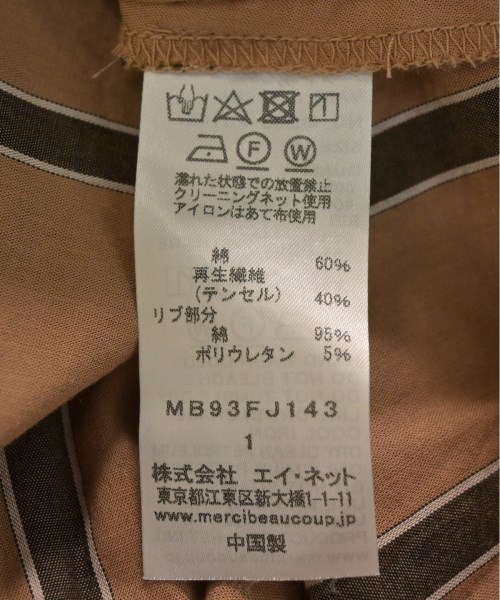 F W
濡れた状態での放置禁止
クリーニングネット使用
アイロンはあて布使用
綿 60%
再生繊維
(テンセル) 40%
リブ部分
綿 95%
ポリウレタン 5%
MB93FJ143
1
株式会社 エイ・ネット
東京都江東区新大橋1-1-11
www.mercibeaucoup.jp
中国製